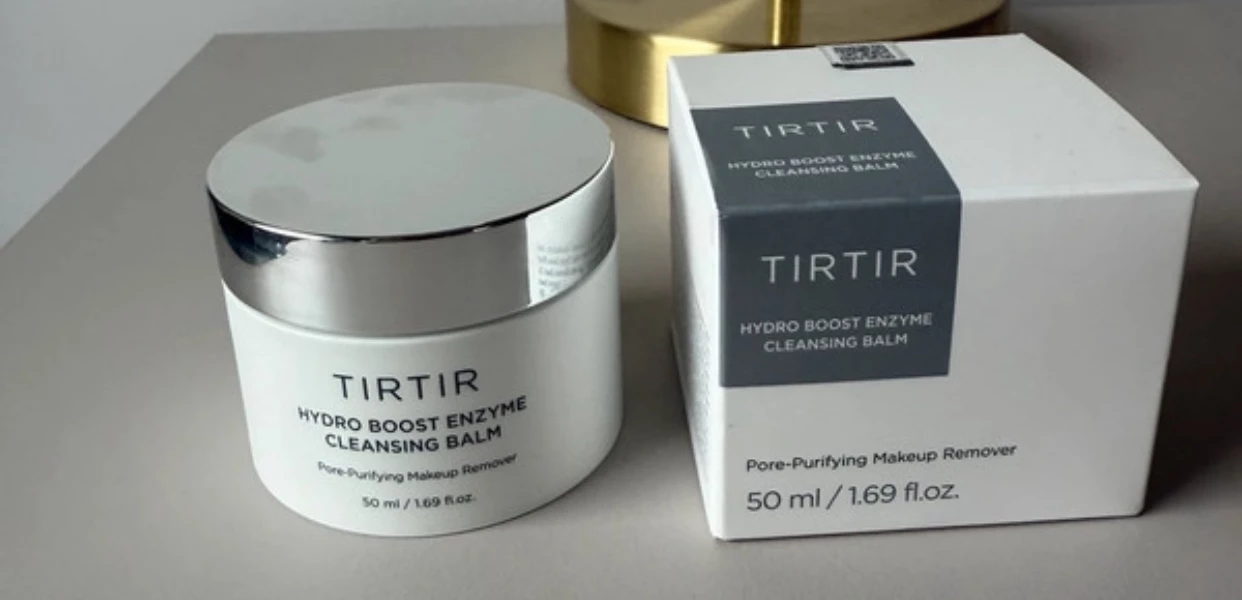 TIRTIR
HYDRO BOOST ENZYME
CLEANSING BALM
Pore-Purifying Makeup Remover
50 ml / 1.69 fl.oz.
TIRTIR
HYDRO BOOST ENZYME
CLEANSING BALM
TIRTIR
HYDRO BOOST ENZYME
CLEANSING BALM
Pore-Purifying Makeup Remover
50 ml / 1.69 fl.oz.